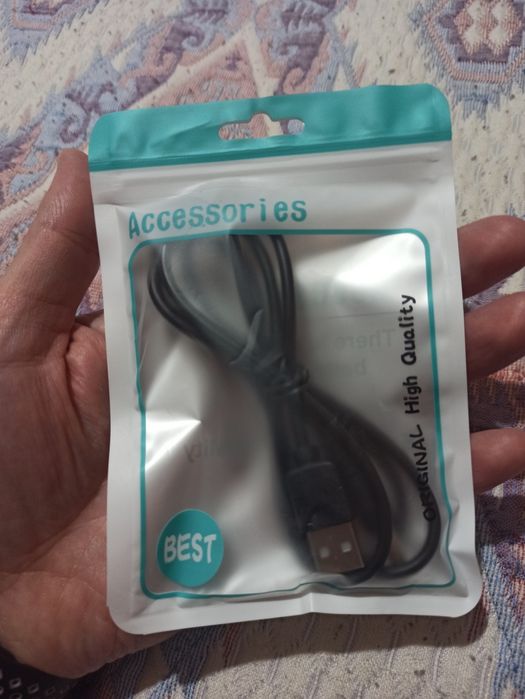 Accessories
ORIGINAL High Quality
BEST